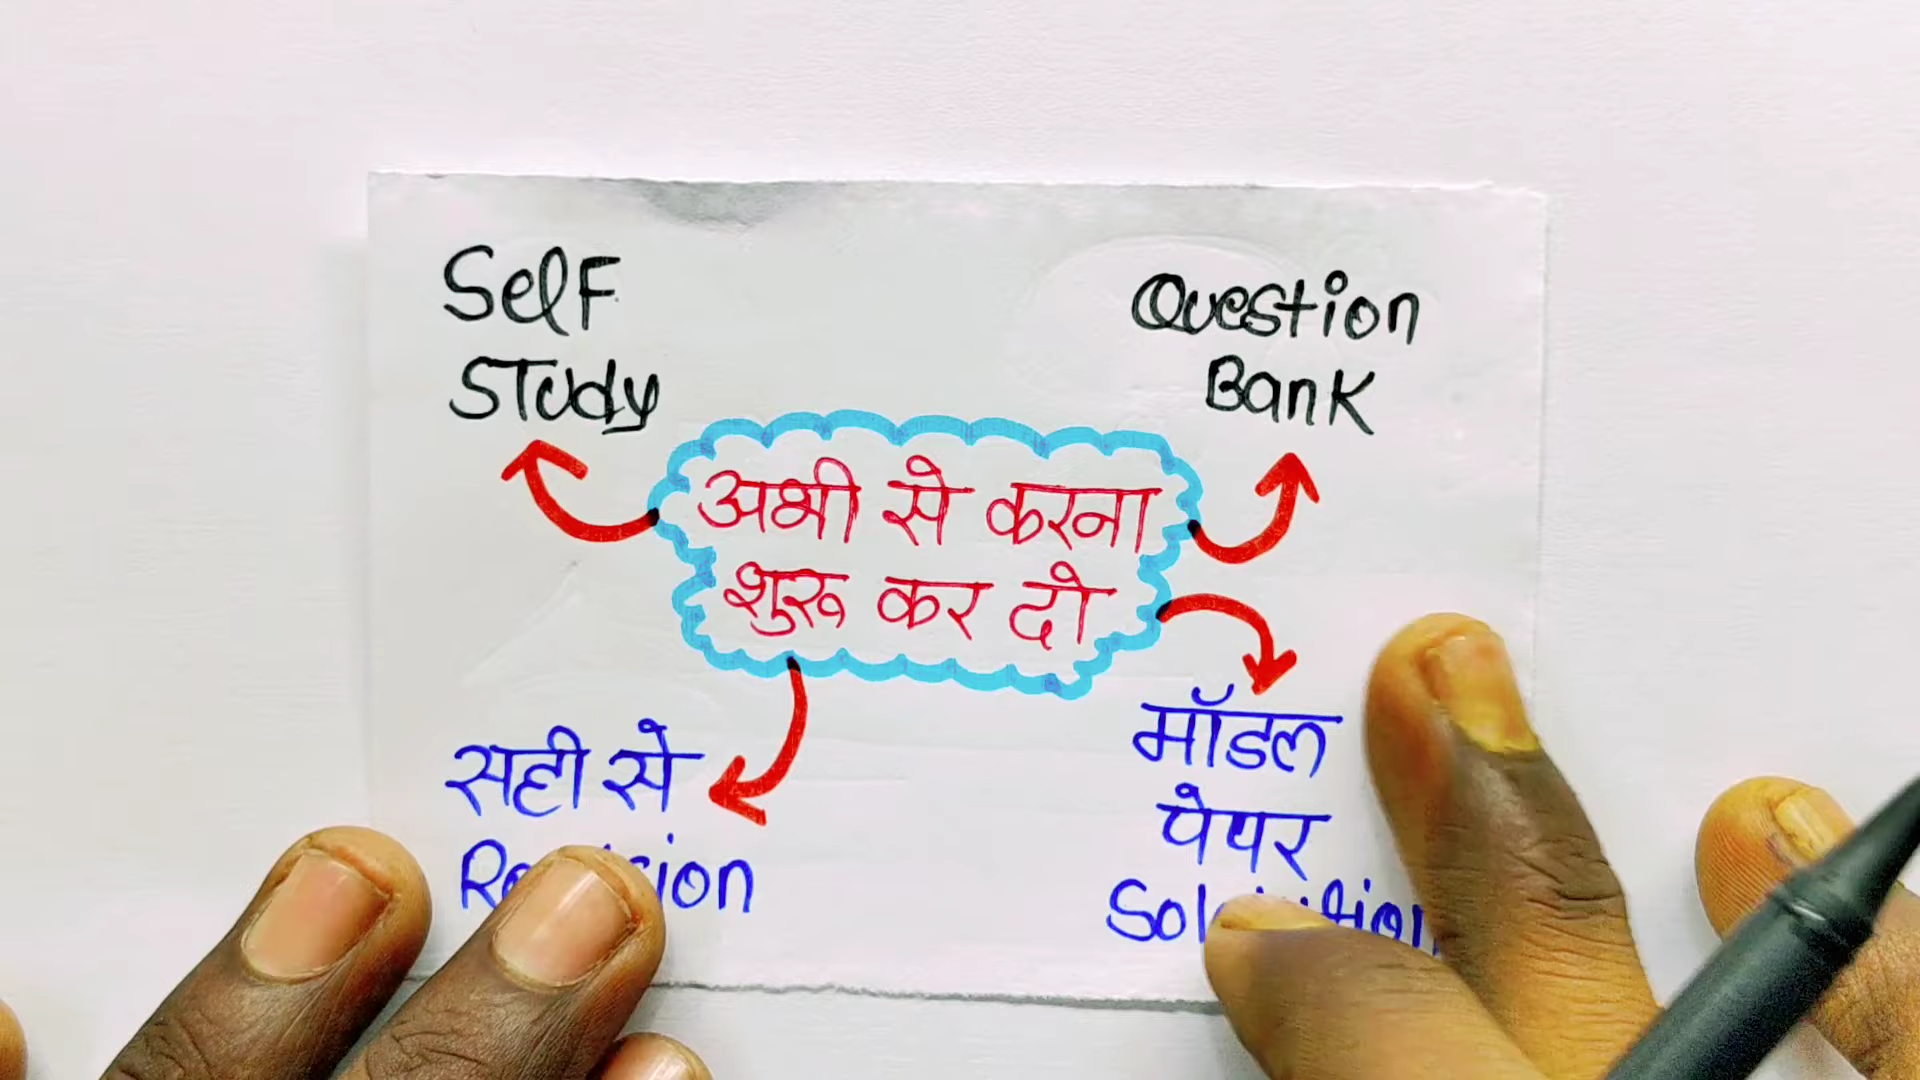 Self
Study
Question
Bank
अभी से करना
शुरू कर दो
सही से
मॉडल
पेपर